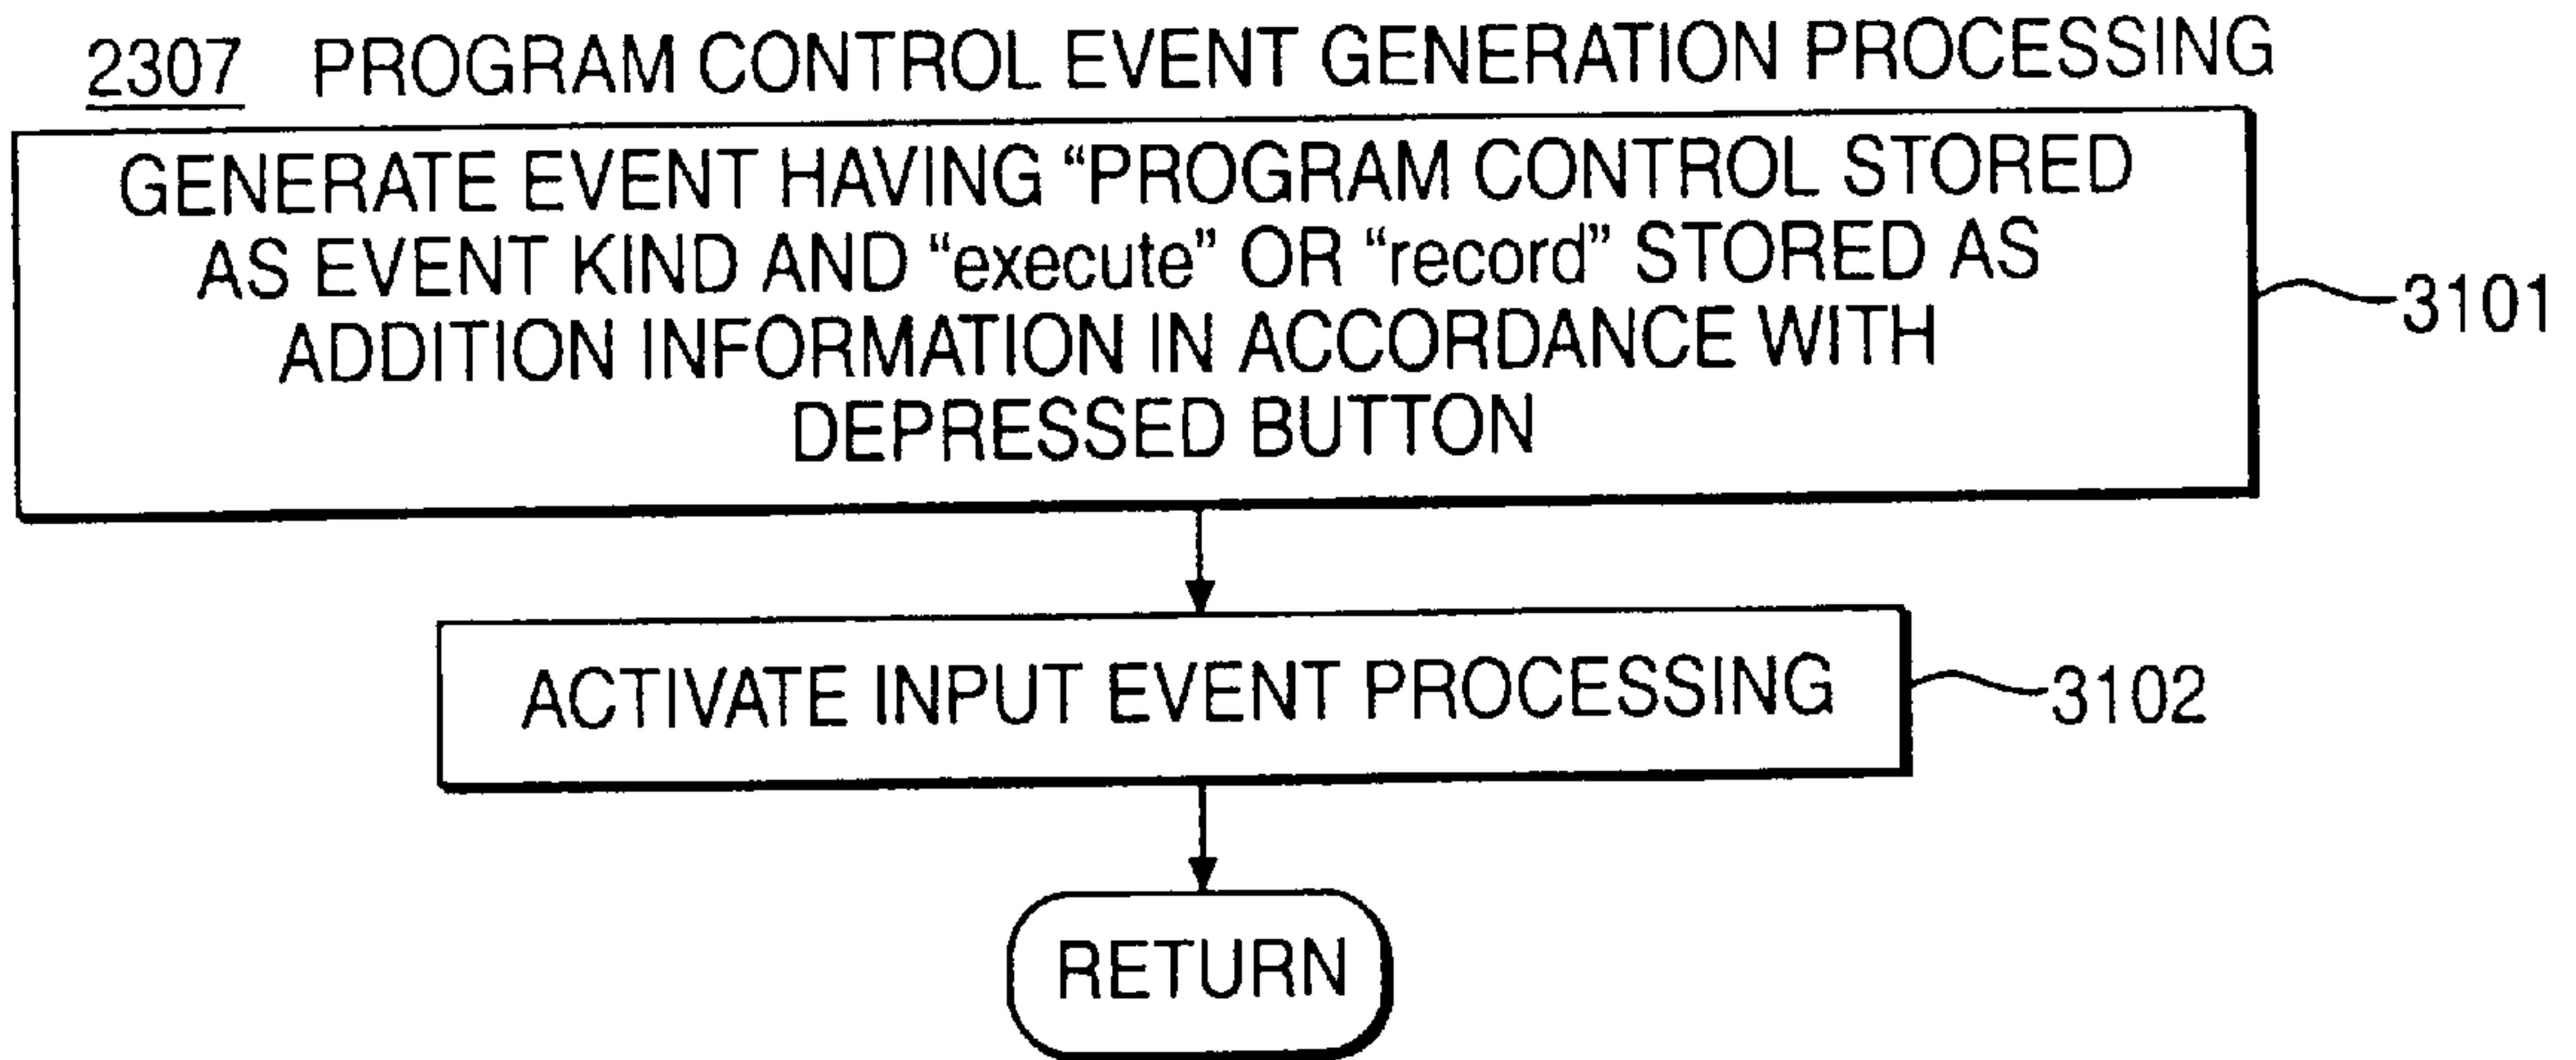 2307 PROGRAM CONTROL EVENT GENERATION PROCESSING
GENERATE EVENT HAVING “PROGRAM CONTROL STORED
AS EVENT KIND AND “execute” OR “record” STORED AS
ADDITION INFORMATION IN ACCORDANCE WITH
DEPRESSED BUTTON
3101
ACTIVATE INPUT EVENT PROCESSING
3102
RETURN